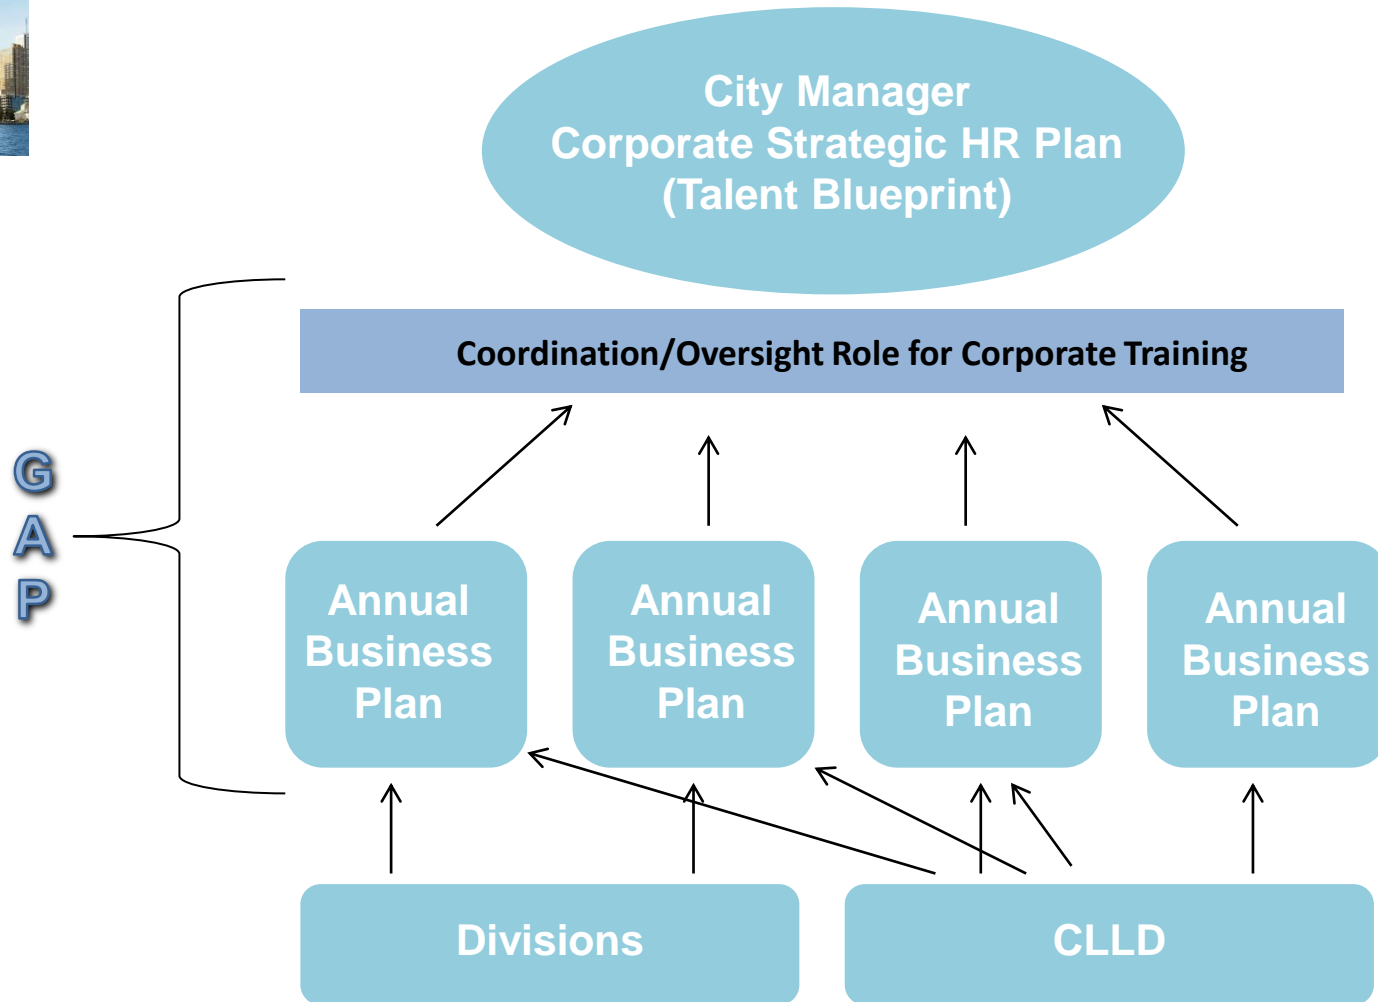 City Manager
Corporate Strategic HR Plan
(Talent Blueprint)
Coordination/Oversight Role for Corporate Training
G
A
P
Annual
Business
Plan
Annual
Business
Plan
Annual
Business
Plan
Annual
Business
Plan
Divisions
CLLD